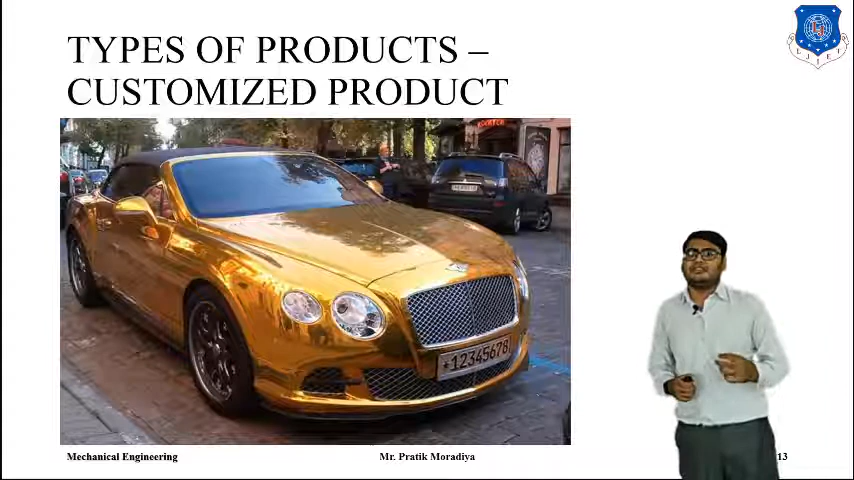 TYPES OF PRODUCTS –
CUSTOMIZED PRODUCT
*12345678
Mechanical Engineering
Mr. Pratik Moradiya
13